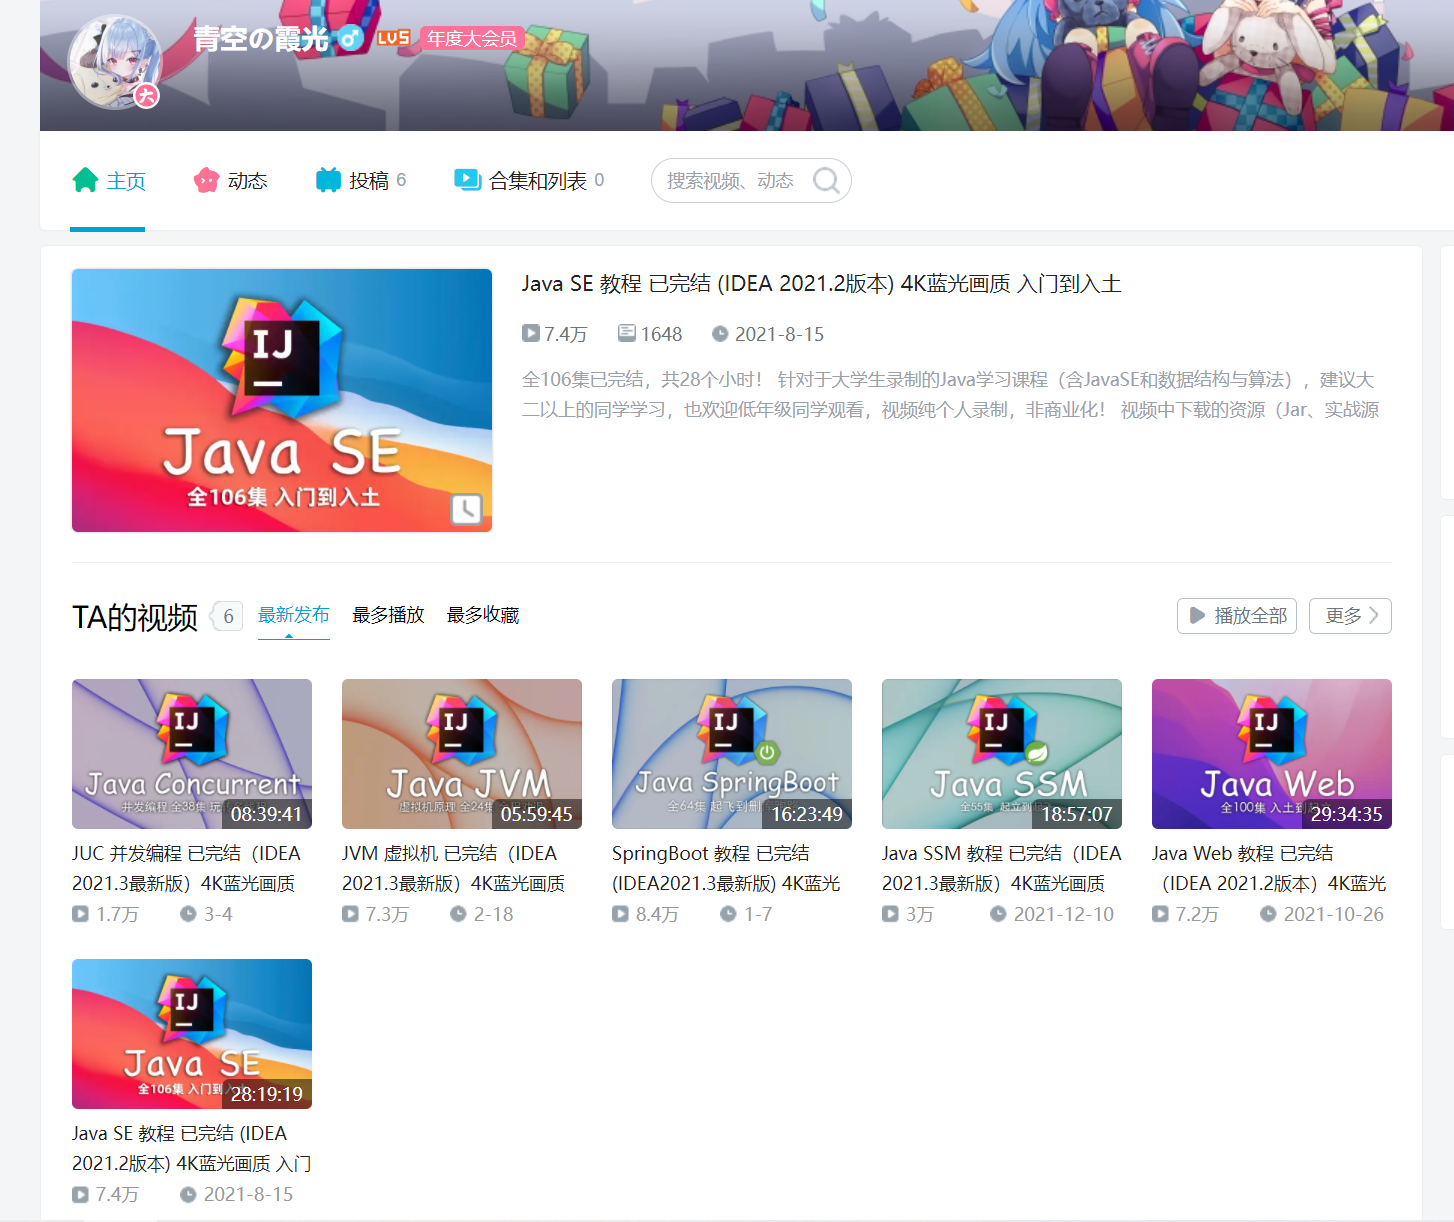 青空の霞光 LV5 年度大会员
大
主页 动态 投稿 6 合集和列表 0 搜索视频、动态
IJ
Java SE
全106集 入门到入土
Java SE 教程 已完结 (IDEA 2021.2版本) 4K蓝光画质 入门到入土
7.4万 1648 2021-8-15
全106集已完结，共28个小时！ 针对于大学生录制的Java学习课程（含JavaSE和数据结构与算法），建议大
二以上的同学学习，也欢迎低年级同学观看，视频纯个人录制，非商业化！ 视频中下载的资源（Jar、实战源
TA的视频 6 最新发布 最多播放 最多收藏 播放全部 更多
IJ
Java Concurrent
并发编程 全38集
08:39:41
JUC 并发编程 已完结（IDEA
2021.3最新版）4K蓝光画质
1.7万 3-4
IJ
Java JVM
虚拟机原理 全24集
05:59:45
JVM 虚拟机 已完结（IDEA
2021.3最新版）4K蓝光画质
7.3万 2-18
IJ
Java SpringBoot
全64集 起飞到删
16:23:49
SpringBoot 教程 已完结
(IDEA2021.3最新版) 4K蓝光
8.4万 1-7
IJ
Java SSM
全55集 起立到
18:57:07
Java SSM 教程 已完结（IDEA
2021.3最新版）4K蓝光画质
3万 2021-12-10
IJ
Java Web
全100集 入土到
29:34:35
Java Web 教程 已完结
（IDEA 2021.2版本）4K蓝光
7.2万 2021-10-26
IJ
Java SE
全106集 入门到
28:19:19
Java SE 教程 已完结 (IDEA
2021.2版本) 4K蓝光画质 入门
7.4万 2021-8-15